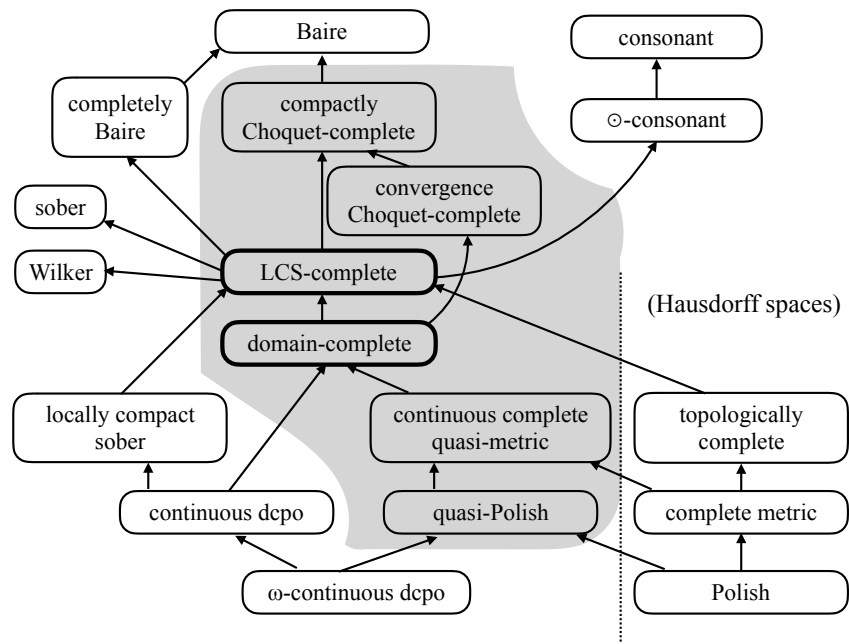 Baire
consonant
completely
Baire
compactly
Choquet-complete
⊙-consonant
convergence
Choquet-complete
sober
Wilker
LCS-complete
(Hausdorff spaces)
domain-complete
locally compact
sober
continuous complete
quasi-metric
topologically
complete
continuous dcpo
quasi-Polish
complete metric
ω-continuous dcpo
Polish